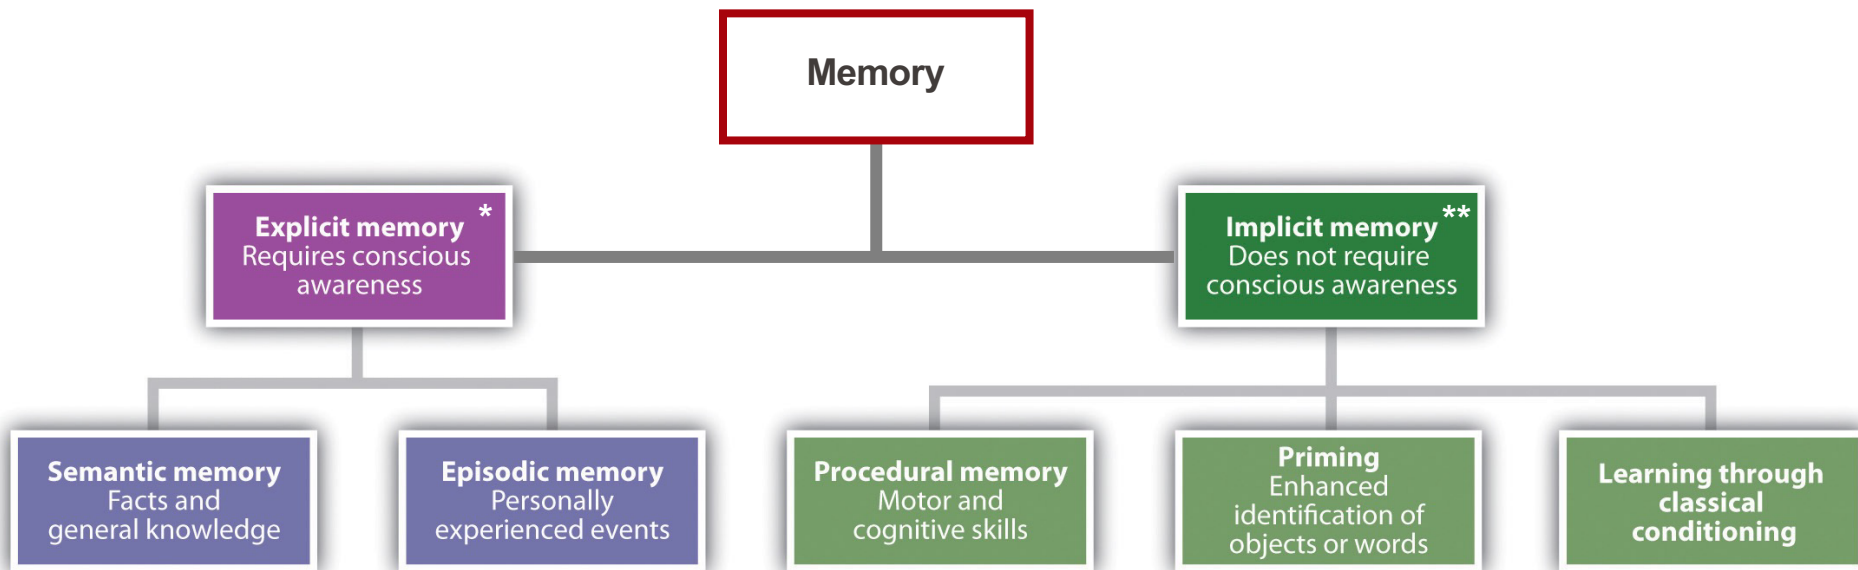 Memory
Explicit memory *
Requires conscious
awareness
Implicit memory **
Does not require
conscious awareness
Semantic memory
Facts and
general knowledge
Episodic memory
Personally
experienced events
Procedural memory
Motor and
cognitive skills
Priming
Enhanced
identification of
objects or words
Learning through
classical
conditioning